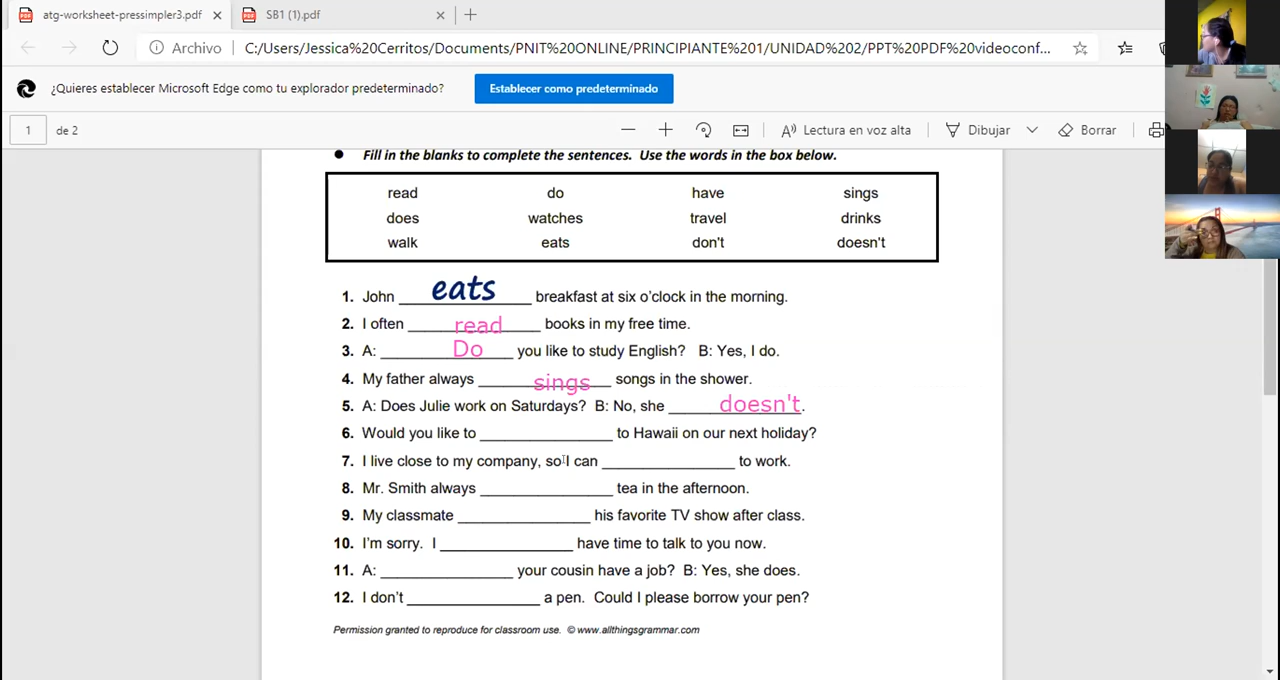 atg-worksheet-pressimpler3.pdf
SB1 (1).pdf
Archivo
C:/Users/Jessica%20Cerritos/Documents/PNIT%20ONLINE/PRINCIPIANTE%201/UNIDAD%202/PPT%20PDF%20videoconf...
¿Quieres establecer Microsoft Edge como tu explorador predeterminado?
Establecer como predeterminado
1 de 2
Lectura en voz alta
Dibujar
Borrar
Fill in the blanks to complete the sentences. Use the words in the box below.
read do have sings
does watches travel drinks
walk eats don't doesn't
1. John eats breakfast at six o'clock in the morning.
2. I often read books in my free time.
3. A: Do you like to study English? B: Yes, I do.
4. My father always sings songs in the shower.
5. A: Does Julie work on Saturdays? B: No, she doesn't.
6. Would you like to ________ to Hawaii on our next holiday?
7. I live close to my company, so I can ________ to work.
8. Mr. Smith always ________ tea in the afternoon.
9. My classmate ________ his favorite TV show after class.
10. I'm sorry. I ________ have time to talk to you now.
11. A: ________ your cousin have a job? B: Yes, she does.
12. I don't ________ a pen. Could I please borrow your pen?
Permission granted to reproduce for classroom use. © www.allthingsgrammar.com